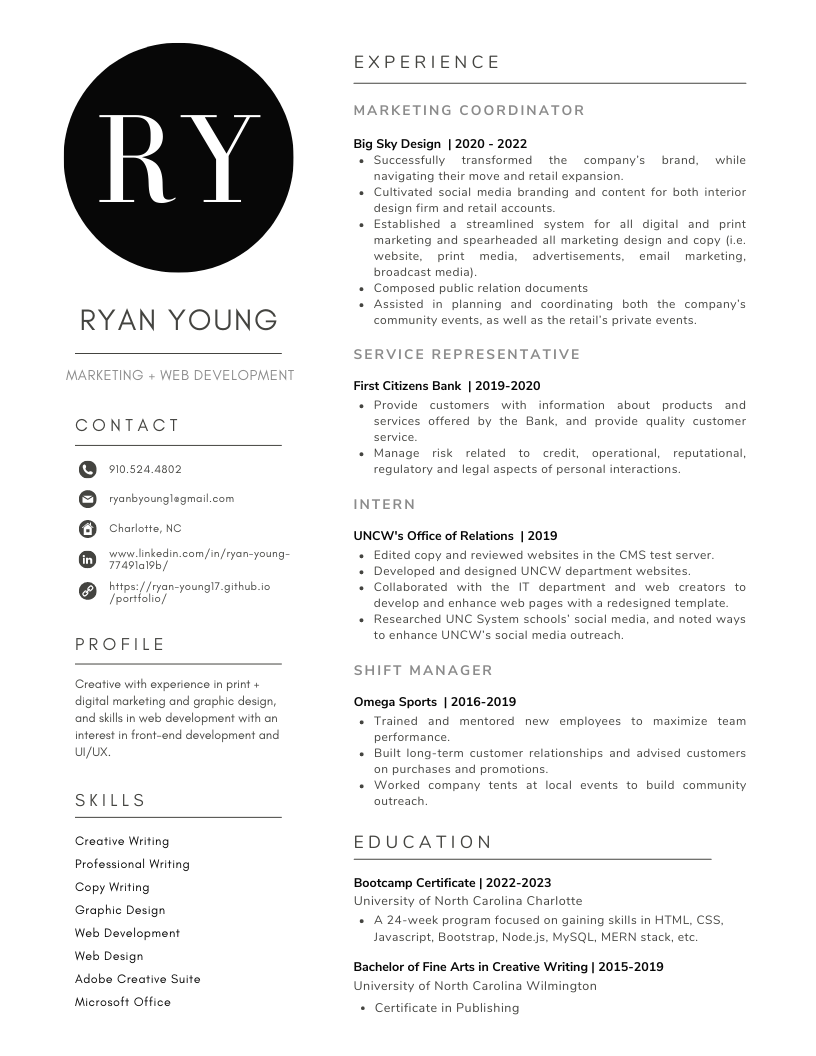 RY
RYAN YOUNG
MARKETING + WEB DEVELOPMENT
CONTACT
910.524.4802
ryanbyoung1@gmail.com
Charlotte, NC
www.linkedin.com/in/ryan-young-
77491a19b/
https://ryan-young17.github.io
/portfolio/
PROFILE
Creative with experience in print +
digital marketing and graphic design,
and skills in web development with an
interest in front-end development and
UI/UX.
SKILLS
Creative Writing
Professional Writing
Copy Writing
Graphic Design
Web Development
Web Design
Adobe Creative Suite
Microsoft Office
EXPERIENCE
MARKETING COORDINATOR
Big Sky Design | 2020 - 2022
• Successfully transformed the company's brand, while
navigating their move and retail expansion.
• Cultivated social media branding and content for both interior
design firm and retail accounts.
• Established a streamlined system for all digital and print
marketing and spearheaded all marketing design and copy (i.e.
website, print media, advertisements, email marketing,
broadcast media).
• Composed public relation documents
• Assisted in planning and coordinating both the company's
community events, as well as the retail's private events.
SERVICE REPRESENTATIVE
First Citizens Bank | 2019-2020
• Provide customers with information about products and
services offered by the Bank, and provide quality customer
service.
• Manage risk related to credit, operational, reputational,
regulatory and legal aspects of personal interactions.
INTERN
UNCW's Office of Relations | 2019
• Edited copy and reviewed websites in the CMS test server.
• Developed and designed UNCW department websites.
• Collaborated with the IT department and web creators to
develop and enhance web pages with a redesigned template.
• Researched UNC System schools' social media, and noted ways
to enhance UNCW's social media outreach.
SHIFT MANAGER
Omega Sports | 2016-2019
• Trained and mentored new employees to maximize team
performance.
• Built long-term customer relationships and advised customers
on purchases and promotions.
• Worked company tents at local events to build community
outreach.
EDUCATION
Bootcamp Certificate | 2022-2023
University of North Carolina Charlotte
• A 24-week program focused on gaining skills in HTML, CSS,
Javascript, Bootstrap, Node.js, MySQL, MERN stack, etc.
Bachelor of Fine Arts in Creative Writing | 2015-2019
University of North Carolina Wilmington
• Certificate in Publishing